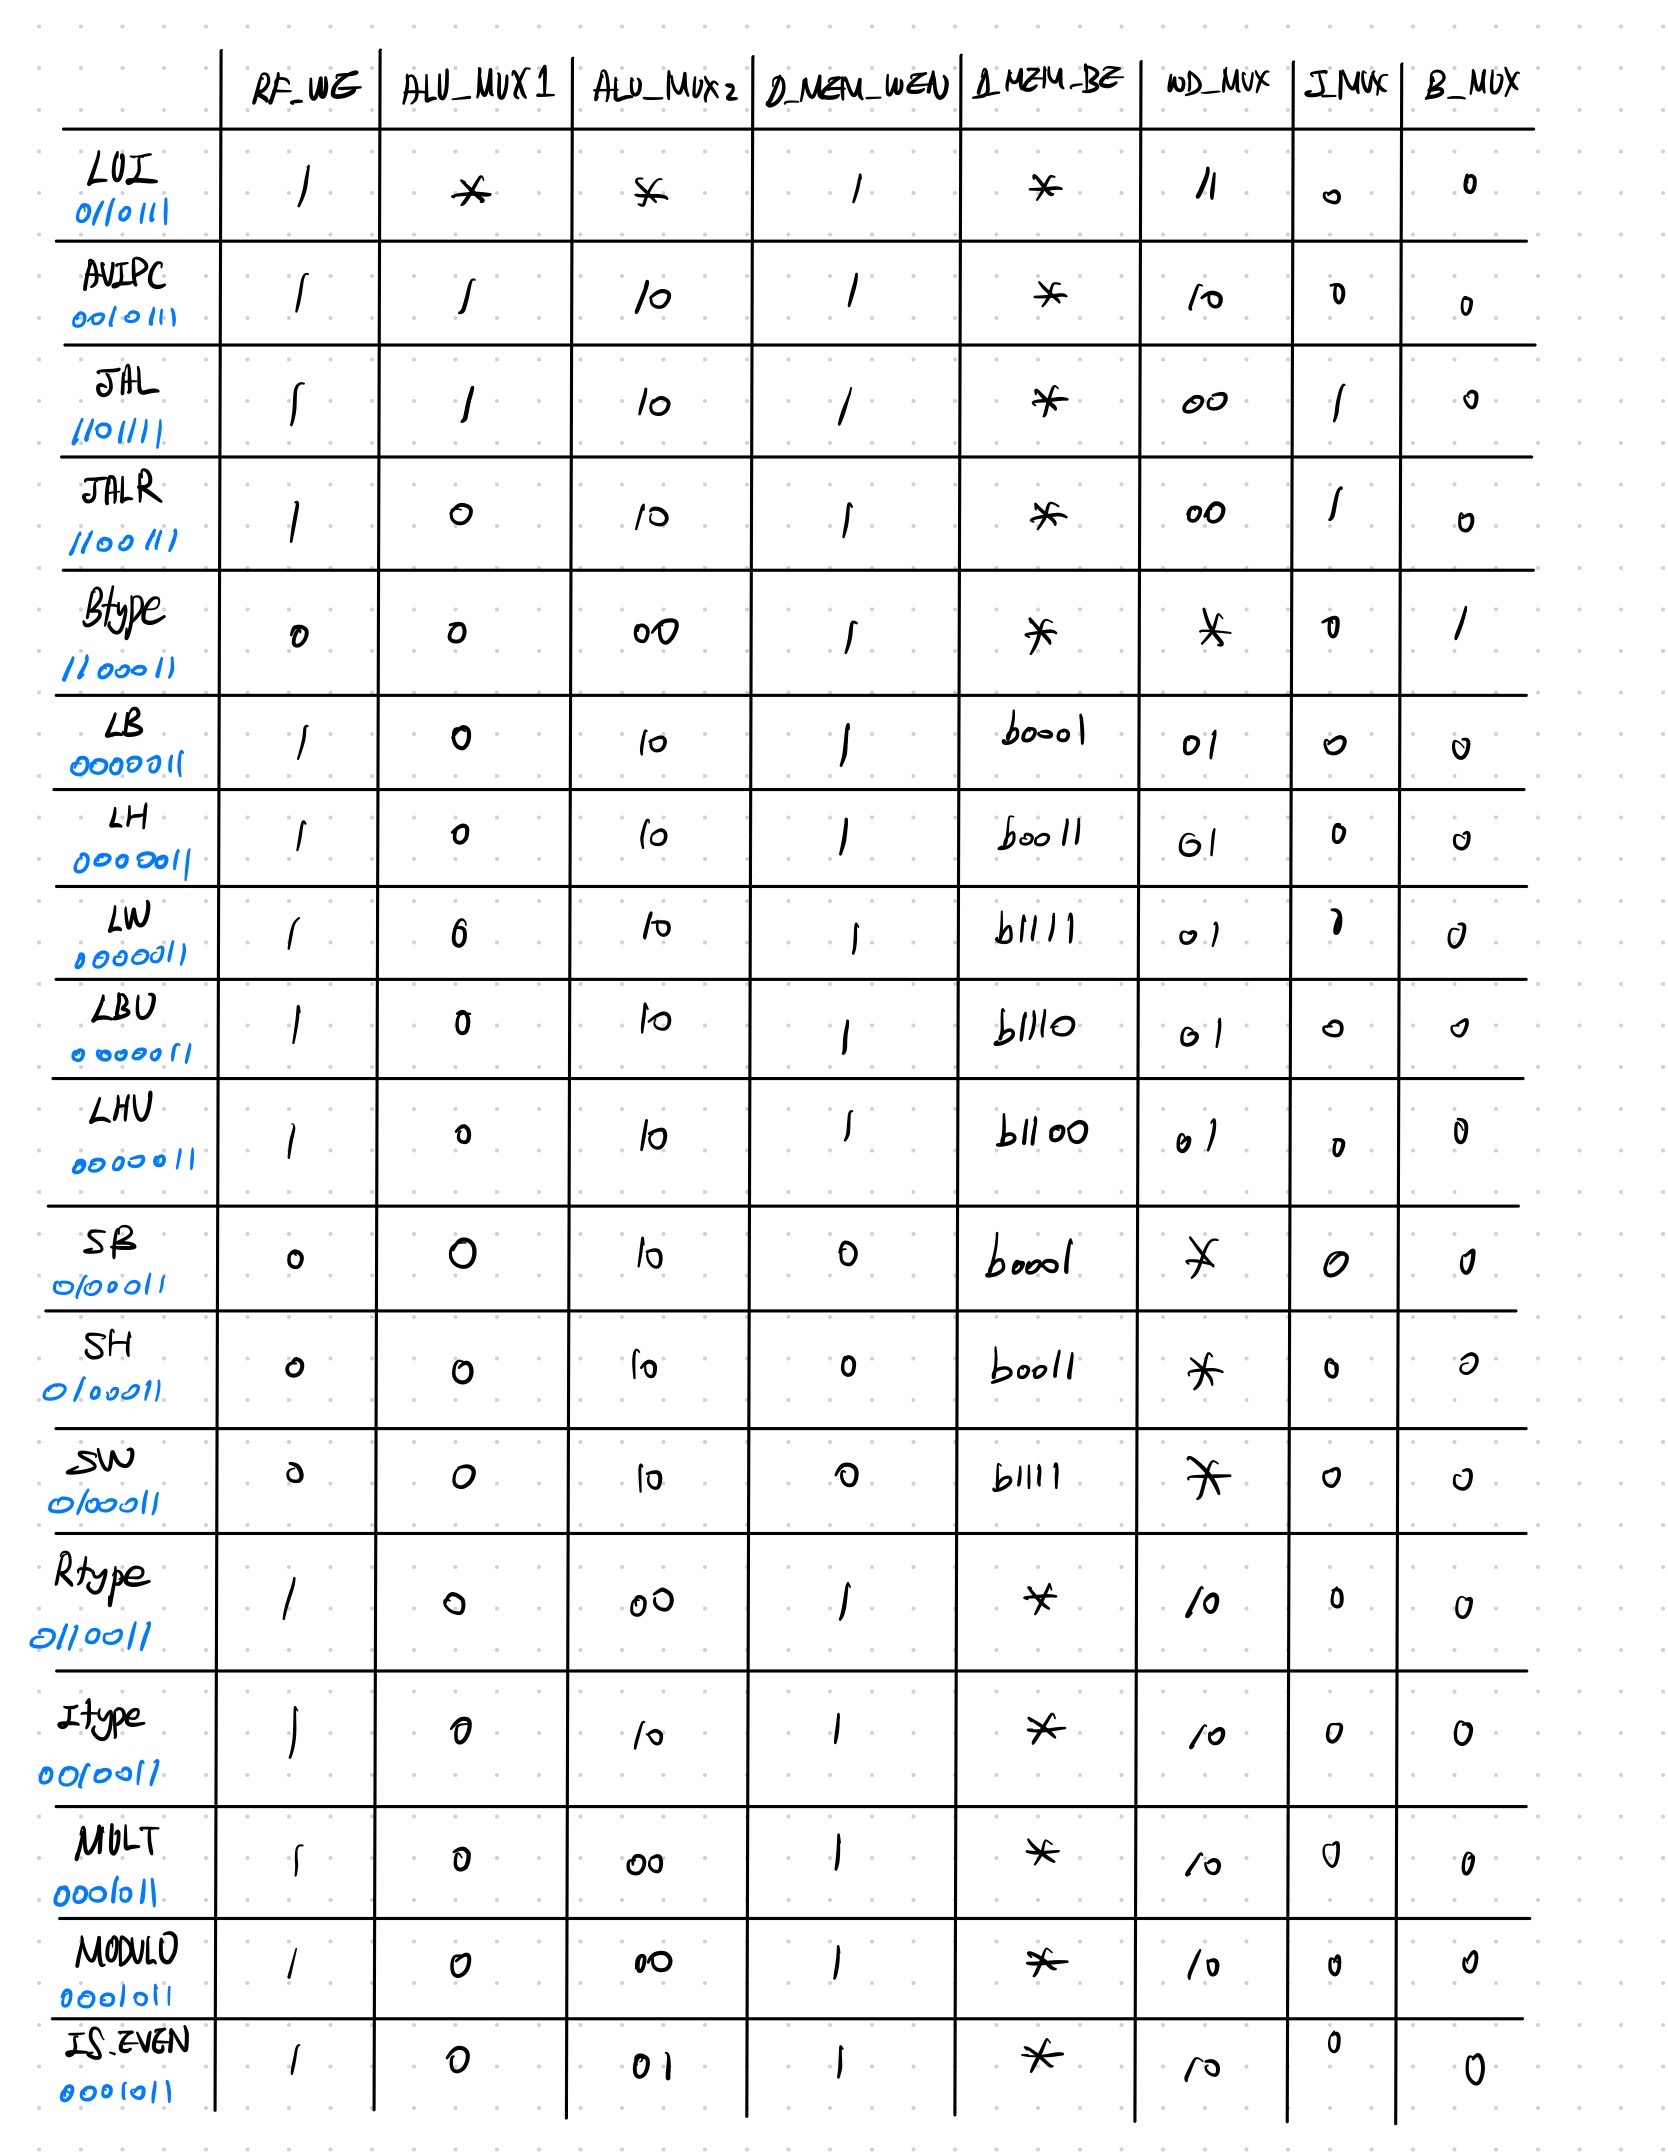 RF_WE ALU_MUX1 ALU_MUX2 D_MEM_WEN D_MEM_BE WD_MUX J_MUX B_MUX
LUI 1 * * 1 * 11 0 0
0110111
AUIPC 1 1 10 1 * 10 0 0
0010111
JAL 1 1 10 1 * 00 1 0
1101111
JALR 1 0 10 1 * 00 1 0
1100111
Btype 0 0 00 1 * * 0 1
1100011
LB 1 0 10 1 b0001 01 0 0
0000011
LH 1 0 10 1 b0011 01 0 0
0000011
LW 1 0 10 1 b1111 01 0 0
0000011
LBU 1 0 10 1 b1110 01 0 0
0000011
LHU 1 0 10 1 b1100 01 0 0
0000011
SB 0 0 10 0 b0001 * 0 0
0100011
SH 0 0 10 0 b0011 * 0 0
0100011
SW 0 0 10 0 b1111 * 0 0
0100011
Rtype 1 0 00 1 * 10 0 0
0110011
Itype 1 0 10 1 * 10 0 0
0010011
MULT 1 0 00 1 * 10 0 0
0001011
MODULO 1 0 00 1 * 10 0 0
0001011
IS_EVEN 1 0 01 1 * 10 0 0
0001011